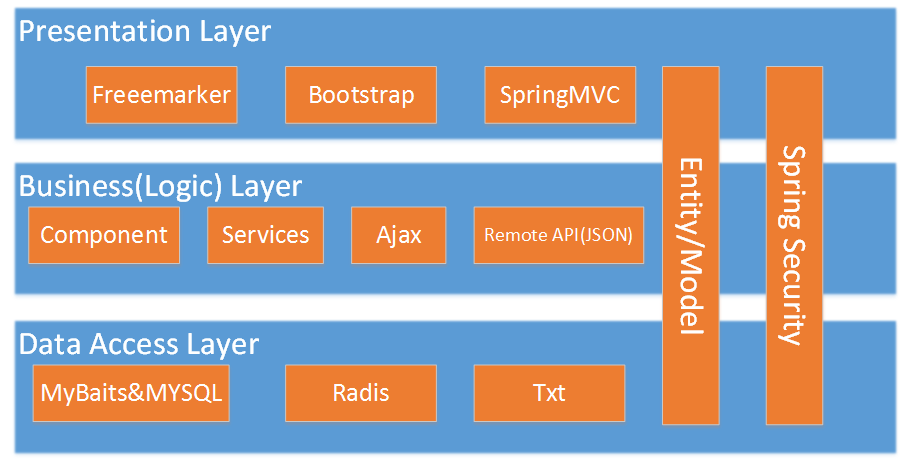 Presentation Layer
Freeemarker
Bootstrap
SpringMVC
Entity/Model
Spring Security
Business(Logic) Layer
Component
Services
Ajax
Remote API(JSON)
Data Access Layer
MyBaits&MYSQL
Radis
Txt